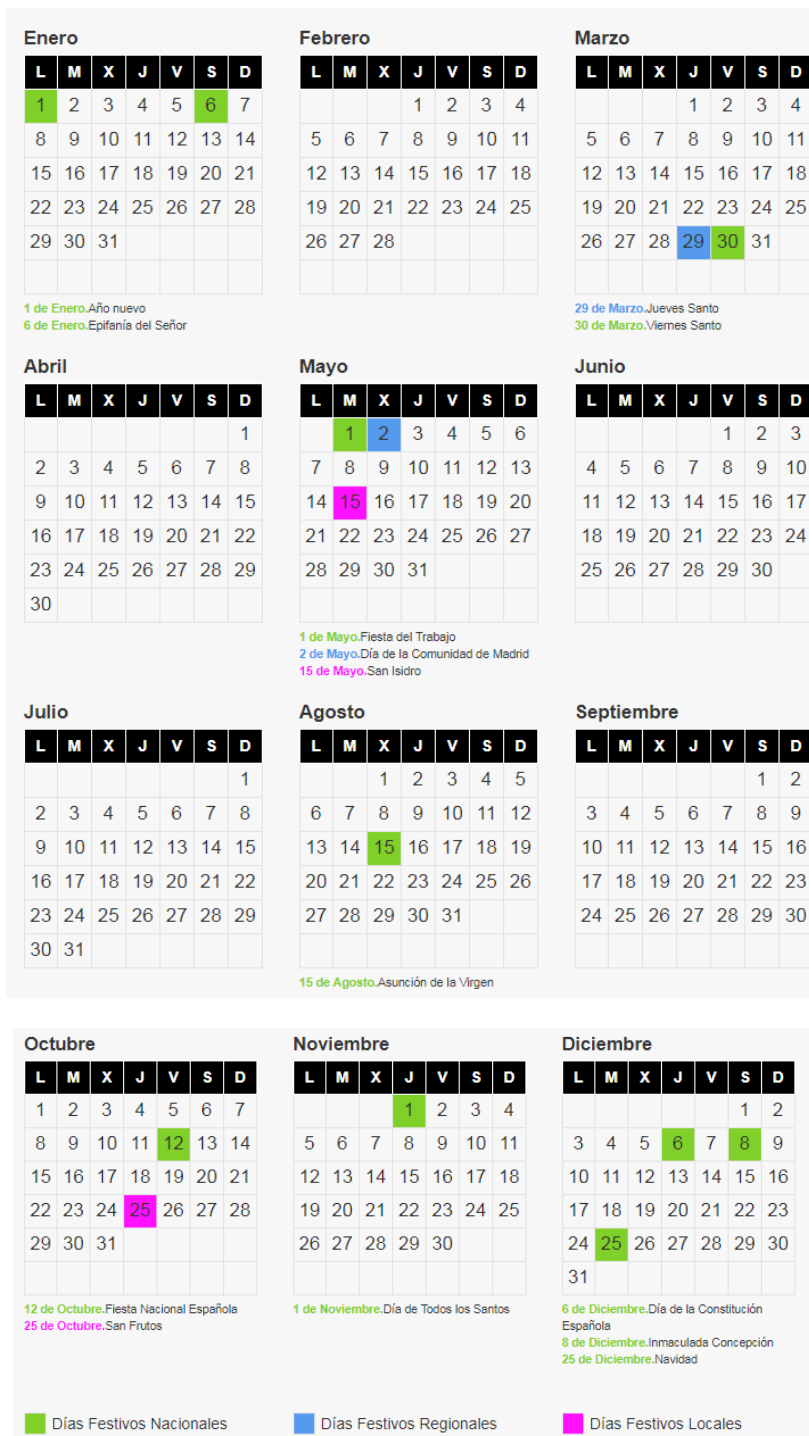 Enero
L M X J V S D
1 2 3 4 5 6 7
8 9 10 11 12 13 14
15 16 17 18 19 20 21
22 23 24 25 26 27 28
29 30 31
1 de Enero.Año nuevo
6 de Enero.Epifanía del Señor
Febrero
L M X J V S D
1 2 3 4
5 6 7 8 9 10 11
12 13 14 15 16 17 18
19 20 21 22 23 24 25
26 27 28
Marzo
L M X J V S D
1 2 3 4
5 6 7 8 9 10 11
12 13 14 15 16 17 18
19 20 21 22 23 24 25
26 27 28 29 30 31
29 de Marzo.Jueves Santo
30 de Marzo.Viernes Santo
Abril
L M X J V S D
1
2 3 4 5 6 7 8
9 10 11 12 13 14 15
16 17 18 19 20 21 22
23 24 25 26 27 28 29
30
Mayo
L M X J V S D
1 2 3 4 5 6
7 8 9 10 11 12 13
14 15 16 17 18 19 20
21 22 23 24 25 26 27
28 29 30 31
1 de Mayo.Fiesta del Trabajo
2 de Mayo.Día de la Comunidad de Madrid
15 de Mayo.San Isidro
Junio
L M X J V S D
1 2 3
4 5 6 7 8 9 10
11 12 13 14 15 16 17
18 19 20 21 22 23 24
25 26 27 28 29 30
Julio
L M X J V S D
1
2 3 4 5 6 7 8
9 10 11 12 13 14 15
16 17 18 19 20 21 22
23 24 25 26 27 28 29
30 31
Agosto
L M X J V S D
1 2 3 4 5
6 7 8 9 10 11 12
13 14 15 16 17 18 19
20 21 22 23 24 25 26
27 28 29 30 31
15 de Agosto.Asunción de la Virgen
Septiembre
L M X J V S D
1 2
3 4 5 6 7 8 9
10 11 12 13 14 15 16
17 18 19 20 21 22 23
24 25 26 27 28 29 30
Octubre
L M X J V S D
1 2 3 4 5 6 7
8 9 10 11 12 13 14
15 16 17 18 19 20 21
22 23 24 25 26 27 28
29 30 31
12 de Octubre.Fiesta Nacional Española
25 de Octubre.San Frutos
Noviembre
L M X J V S D
1 2 3 4
5 6 7 8 9 10 11
12 13 14 15 16 17 18
19 20 21 22 23 24 25
26 27 28 29 30
1 de Noviembre.Día de Todos los Santos
Diciembre
L M X J V S D
1 2
3 4 5 6 7 8 9
10 11 12 13 14 15 16
17 18 19 20 21 22 23
24 25 26 27 28 29 30
31
6 de Diciembre.Día de la Constitución
Española
8 de Diciembre.Inmaculada Concepción
25 de Diciembre.Navidad
Días Festivos Nacionales
Días Festivos Regionales
Días Festivos Locales